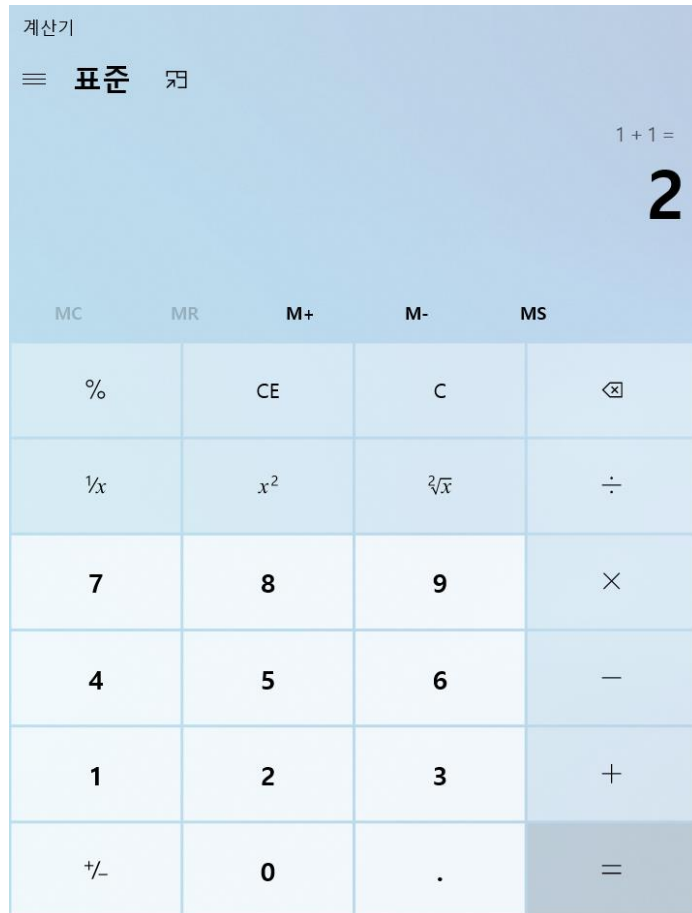 계산기
표준
1 + 1 =
2
MC MR M+ M- MS
% CE C
¹/x x² ²√x ÷
7 8 9 ×
4 5 6 −
1 2 3 +
+/− 0 . =